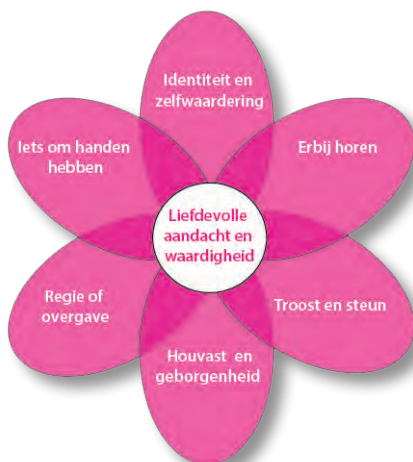 Identiteit en
zelfwaardering
Iets om handen
hebben
Erbij horen
Liefdevolle
aandacht en
waardigheid
Regie of
overgave
Troost en steun
Houvast en
geborgenheid